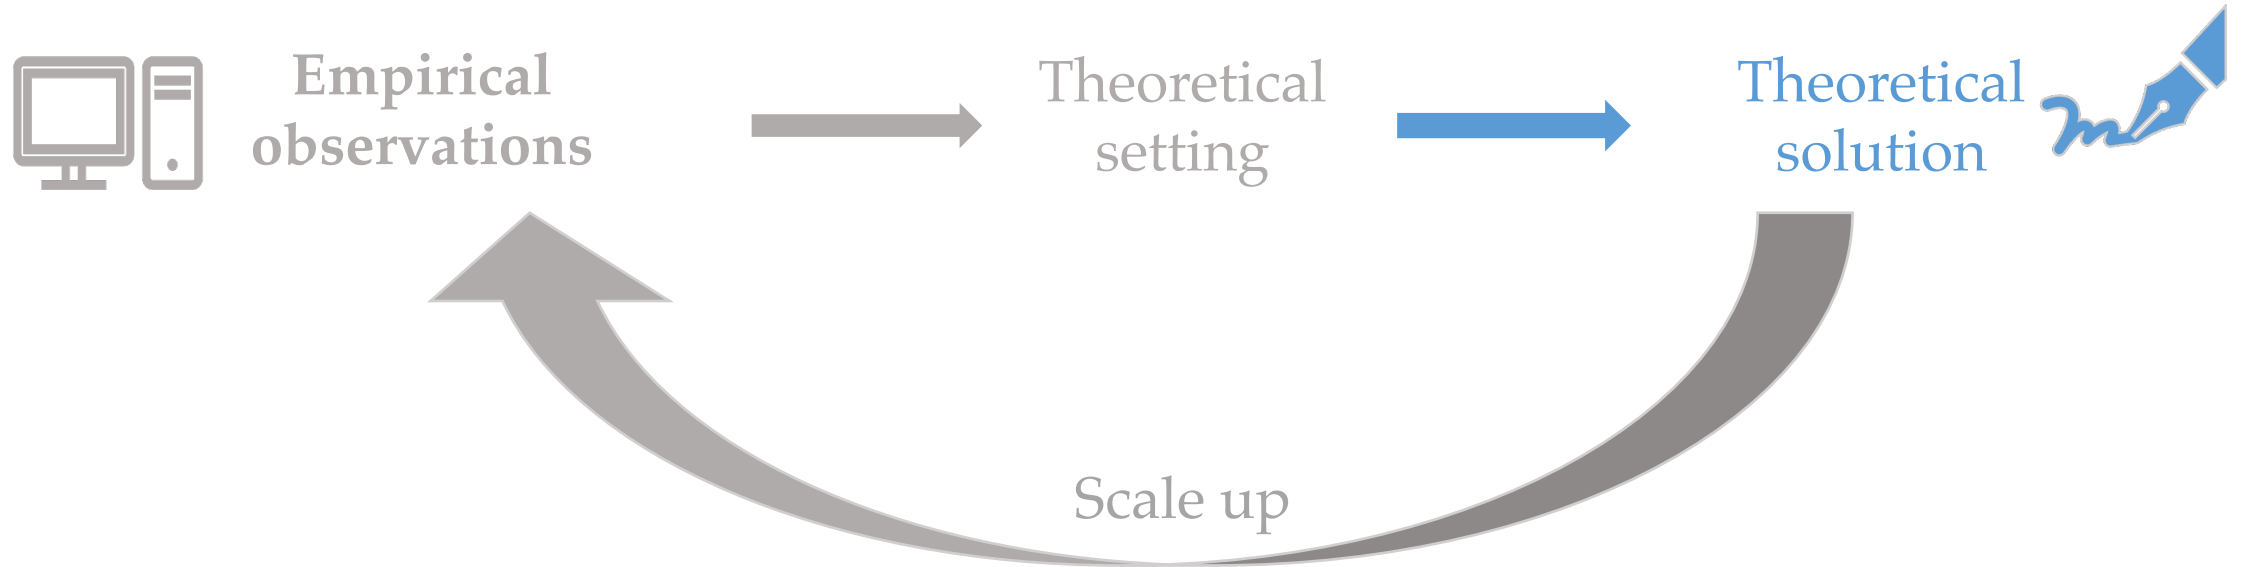 Empirical
observations
Theoretical
setting
Theoretical
solution
Scale up